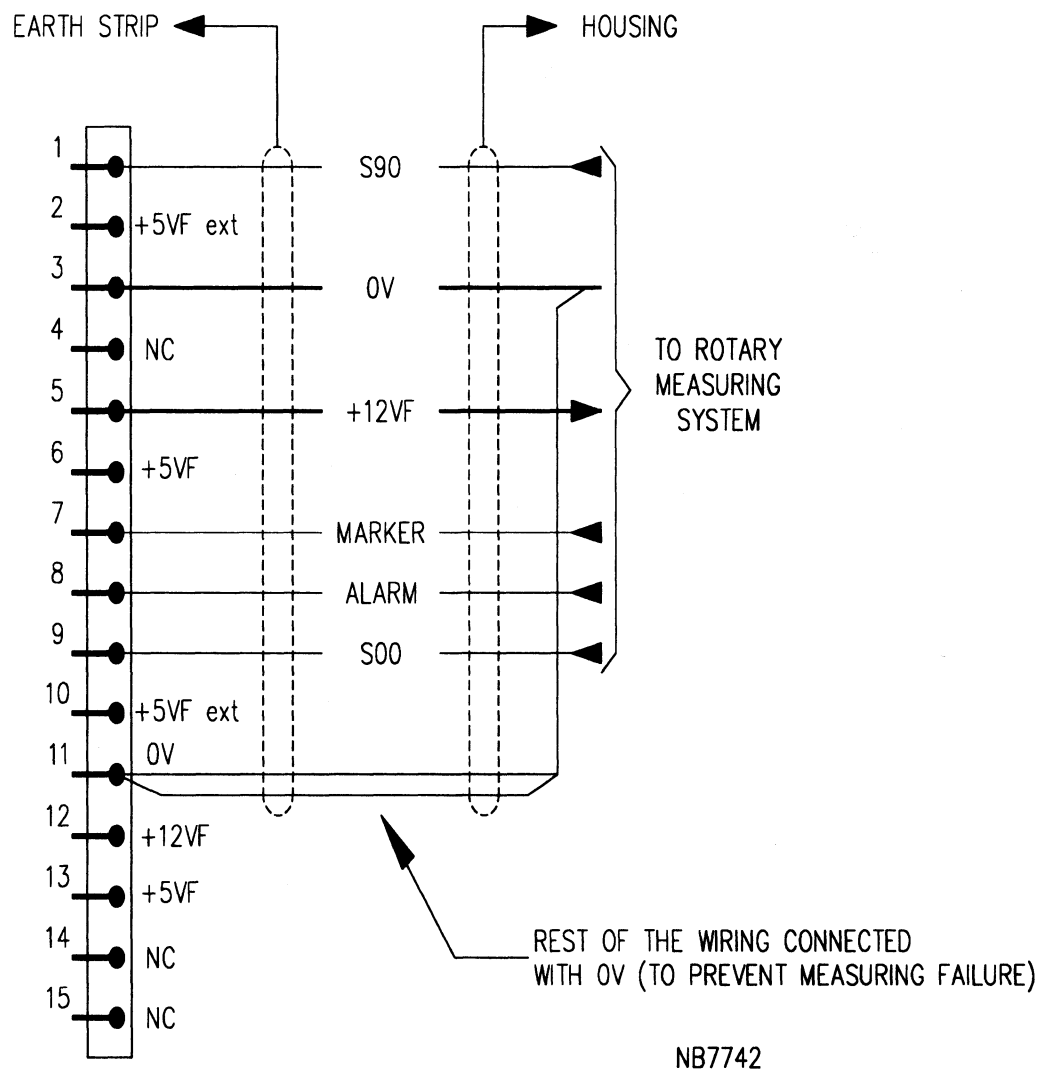 EARTH STRIP
HOUSING
1
S90
2
+5VF ext
3
0V
4
NC
TO ROTARY
MEASURING
SYSTEM
5
+12VF
6
+5VF
7
MARKER
8
ALARM
9
S00
10
+5VF ext
11
0V
12
+12VF
13
+5VF
14
NC
15
NC
REST OF THE WIRING CONNECTED
WITH 0V (TO PREVENT MEASURING FAILURE)
NB7742